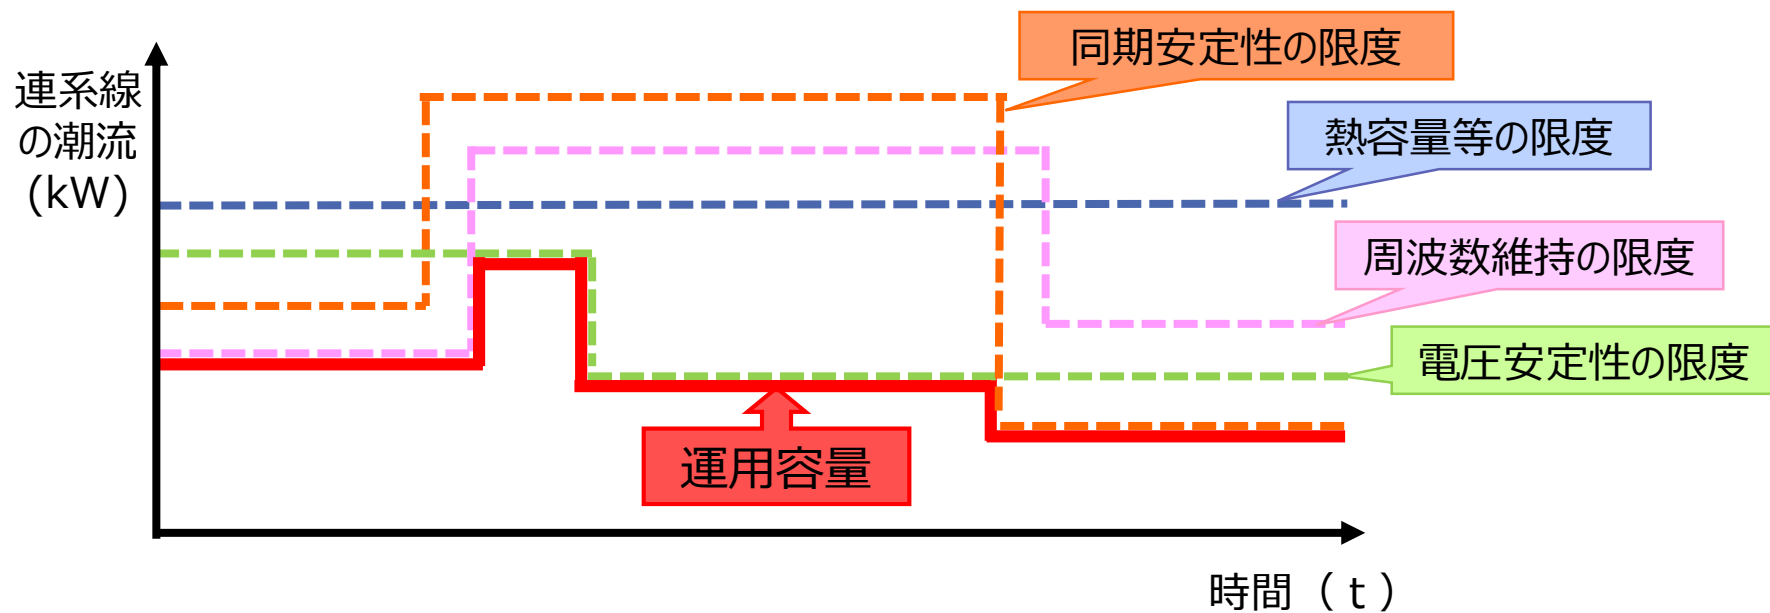 連系線
の潮流
(kW)
同期安定性の限度
熱容量等の限度
周波数維持の限度
電圧安定性の限度
運用容量
時間（ｔ）